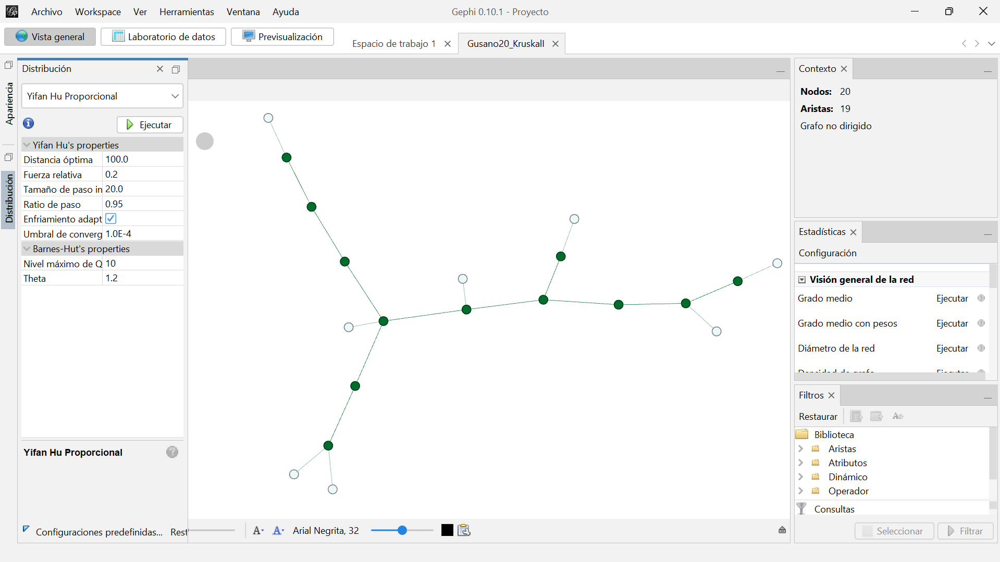 Archivo Workspace Ver Herramientas Ventana Ayuda
Gephi 0.10.1 - Proyecto
Vista general Laboratorio de datos Previsualización
Espacio de trabajo 1 Gusano20_Kruskall
Apariencia
Distribución
Distribución
Yifan Hu Proporcional
Ejecutar
Yifan Hu's properties
Distancia óptima 100.0
Fuerza relativa 0.2
Tamaño de paso in 20.0
Ratio de paso 0.95
Enfriamiento adapt
Umbral de converg 1.0E-4
Barnes-Hut's properties
Nivel máximo de Q 10
Theta 1.2
Yifan Hu Proporcional
Configuraciones predefinidas... Rest
Arial Negrita, 32
Contexto
Nodos: 20
Aristas: 19
Grafo no dirigido
Estadísticas
Configuración
Visión general de la red
Grado medio Ejecutar
Grado medio con pesos Ejecutar
Diámetro de la red Ejecutar
Densidad de grafo Ejecutar
Filtros
Restaurar
Biblioteca
Aristas
Atributos
Dinámico
Operador
Consultas
Seleccionar Filtrar